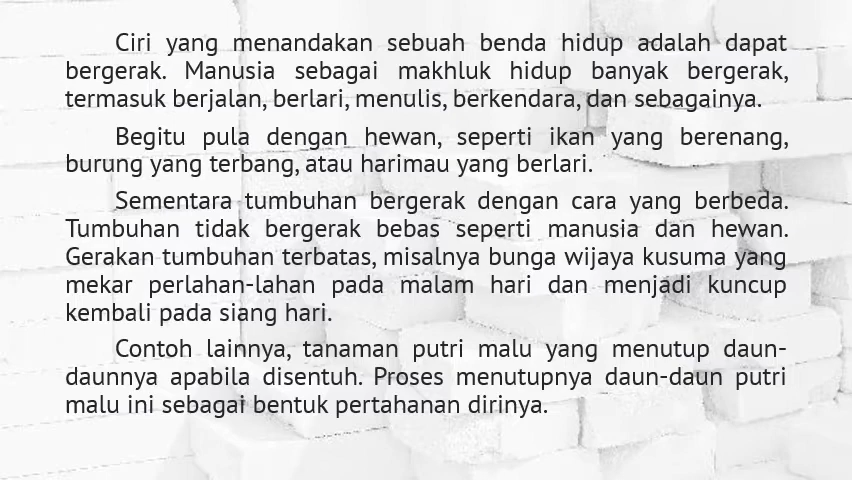 Ciri yang menandakan sebuah benda hidup adalah dapat
bergerak. Manusia sebagai makhluk hidup banyak bergerak,
termasuk berjalan, berlari, menulis, berkendara, dan sebagainya.
Begitu pula dengan hewan, seperti ikan yang berenang,
burung yang terbang, atau harimau yang berlari.
Sementara tumbuhan bergerak dengan cara yang berbeda.
Tumbuhan tidak bergerak bebas seperti manusia dan hewan.
Gerakan tumbuhan terbatas, misalnya bunga wijaya kusuma yang
mekar perlahan-lahan pada malam hari dan menjadi kuncup
kembali pada siang hari.
Contoh lainnya, tanaman putri malu yang menutup daun-
daunnya apabila disentuh. Proses menutupnya daun-daun putri
malu ini sebagai bentuk pertahanan dirinya.